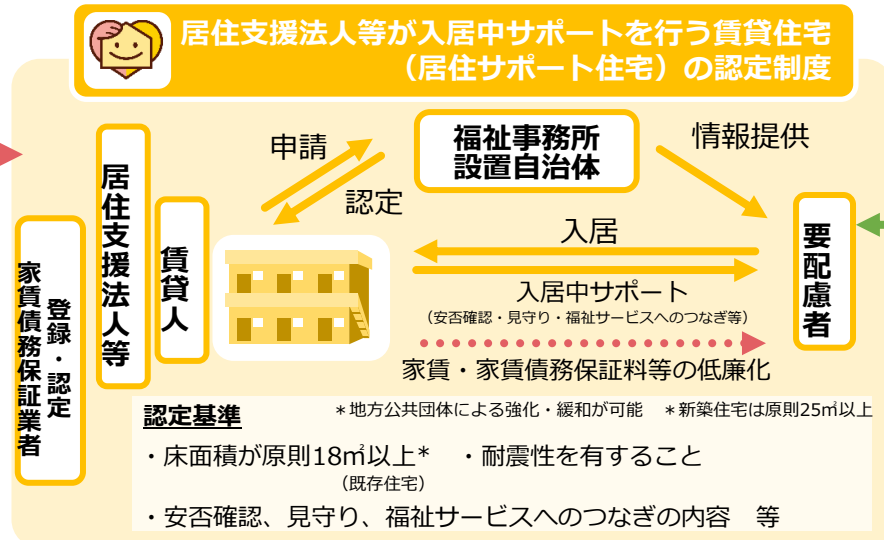 居住支援法人等が入居中サポートを行う賃貸住宅
（居住サポート住宅）の認定制度
申請
認定
福祉事務所
設置自治体
情報提供
居住支援法人等
賃貸人
登録・認定
家賃債務保証業者
入居
入居中サポート
（安否確認・見守り・福祉サービスへのつなぎ等）
家賃・家賃債務保証料等の低廉化
要配慮者
認定基準 ＊地方公共団体による強化・緩和が可能 ＊新築住宅は原則25㎡以上
・床面積が原則18㎡以上* ・耐震性を有すること
（既存住宅）
・安否確認、見守り、福祉サービスへのつなぎの内容 等